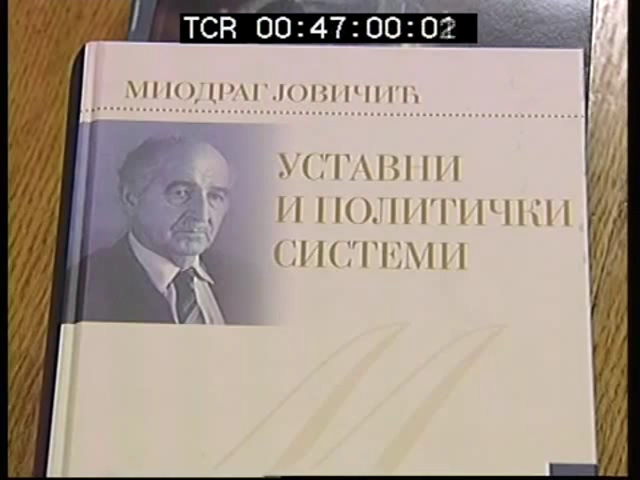 TCR 00:47:00:02
МИОДРАГ ЈОВИЧИЋ
УСТАВНИ
И ПОЛИТИЧКИ
СИСТЕМИ